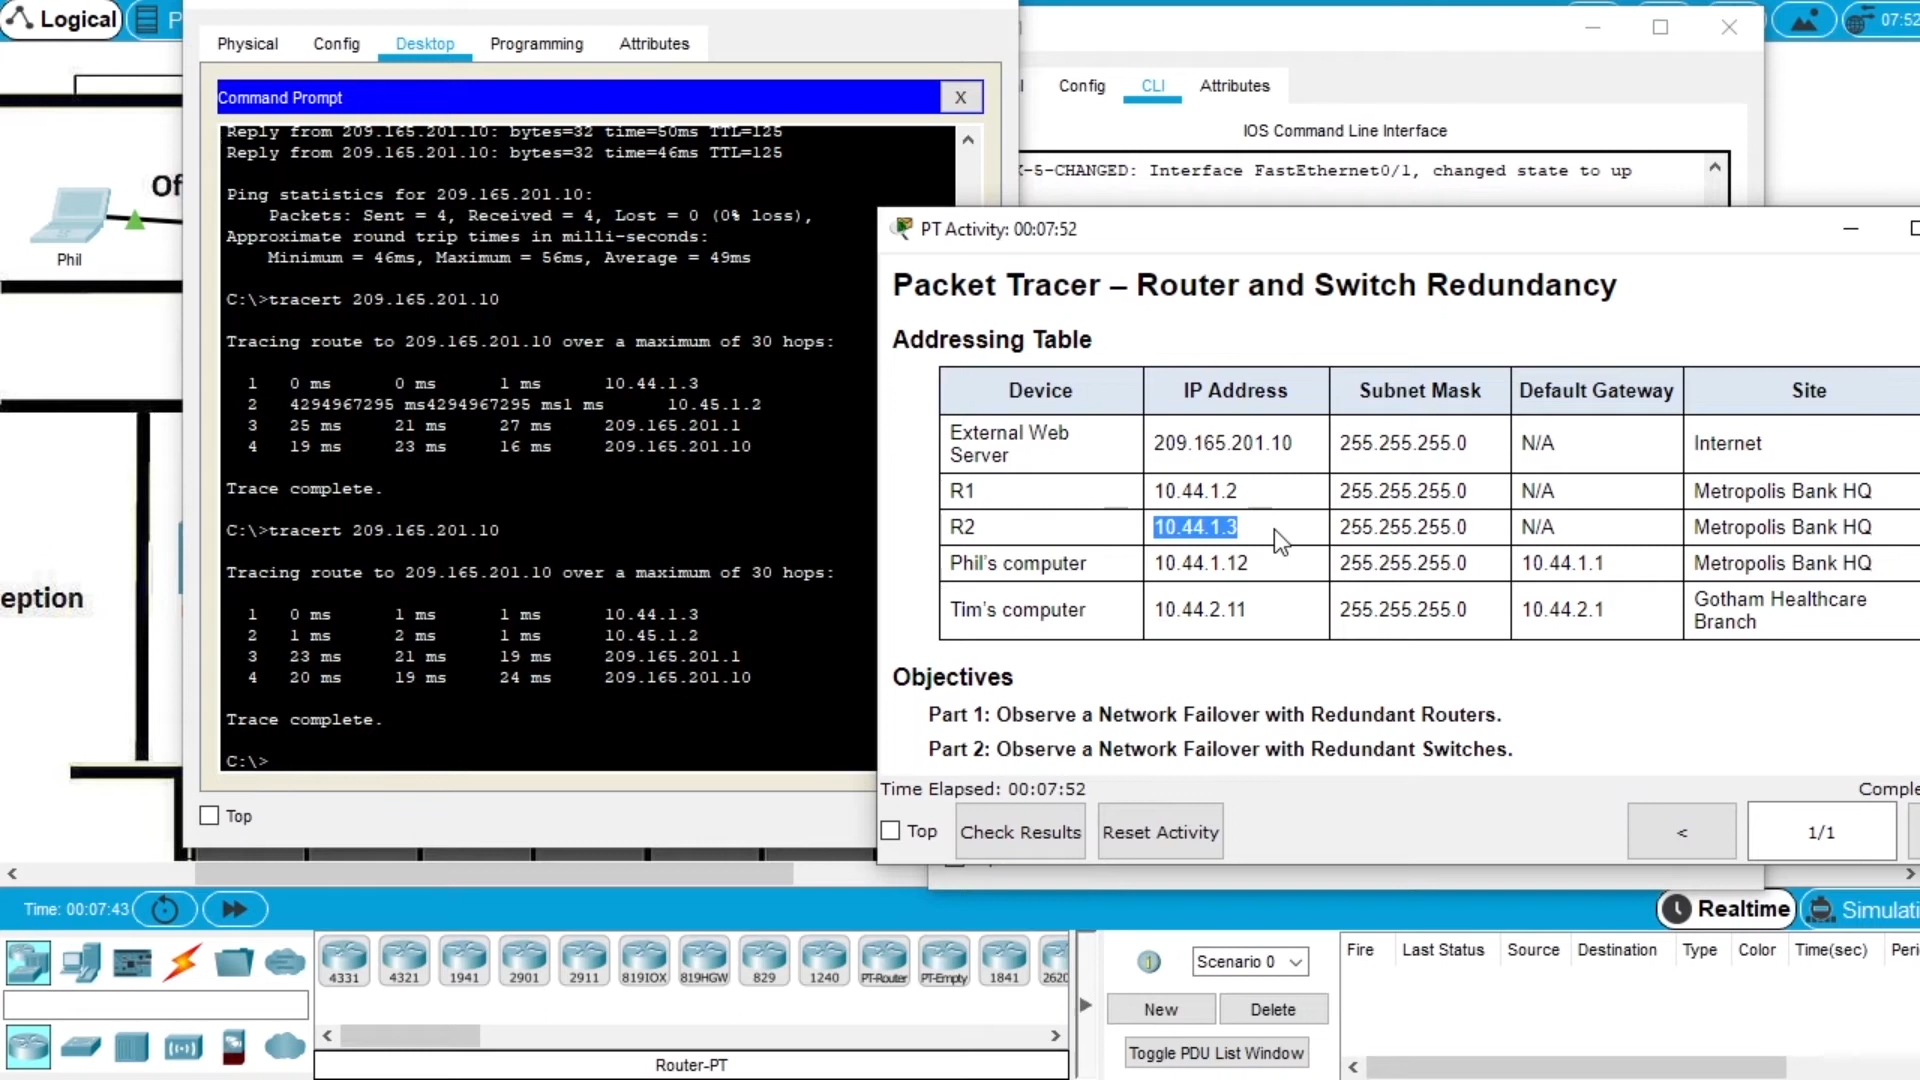 Logical
P
07:52
Physical
Config
Desktop
Programming
Attributes
Command Prompt
X
Reply from 209.165.201.10: bytes=32 time=50ms TTL=125
Reply from 209.165.201.10: bytes=32 time=46ms TTL=125
Ping statistics for 209.165.201.10:
Packets: Sent = 4, Received = 4, Lost = 0 (0% loss),
Approximate round trip times in milli-seconds:
Minimum = 46ms, Maximum = 56ms, Average = 49ms
C:\>tracert 209.165.201.10
Tracing route to 209.165.201.10 over a maximum of 30 hops:
1 0 ms 0 ms 1 ms 10.44.1.3
2 4294967295 ms4294967295 ms1 ms 10.45.1.2
3 25 ms 21 ms 27 ms 209.165.201.1
4 19 ms 23 ms 16 ms 209.165.201.10
Trace complete.
C:\>tracert 209.165.201.10
Tracing route to 209.165.201.10 over a maximum of 30 hops:
1 0 ms 1 ms 1 ms 10.44.1.3
2 1 ms 2 ms 1 ms 10.45.1.2
3 23 ms 21 ms 19 ms 209.165.201.1
4 20 ms 19 ms 24 ms 209.165.201.10
Trace complete.
C:\>
Top
Of
Phil
eption
Config
CLI
Attributes
IOS Command Line Interface
K-5-CHANGED: Interface FastEthernet0/1, changed state to up
PT Activity: 00:07:52
Packet Tracer – Router and Switch Redundancy
Addressing Table
Device IP Address Subnet Mask Default Gateway Site
External Web Server 209.165.201.10 255.255.255.0 N/A Internet
R1 10.44.1.2 255.255.255.0 N/A Metropolis Bank HQ
R2 10.44.1.3 255.255.255.0 N/A Metropolis Bank HQ
Phil's computer 10.44.1.12 255.255.255.0 10.44.1.1 Metropolis Bank HQ
Tim's computer 10.44.2.11 255.255.255.0 10.44.2.1 Gotham Healthcare Branch
Objectives
Part 1: Observe a Network Failover with Redundant Routers.
Part 2: Observe a Network Failover with Redundant Switches.
Time Elapsed: 00:07:52
Comple
Top
Check Results
Reset Activity
<
1/1
Time: 00:07:43
Realtime
Simulati
4331 4321 1941 2901 2911 819IOX 819HGW 829 1240 PT-Router PT-Empty 1841 2620
Router-PT
Scenario 0
New
Delete
Toggle PDU List Window
Fire Last Status Source Destination Type Color Time(sec) Peri